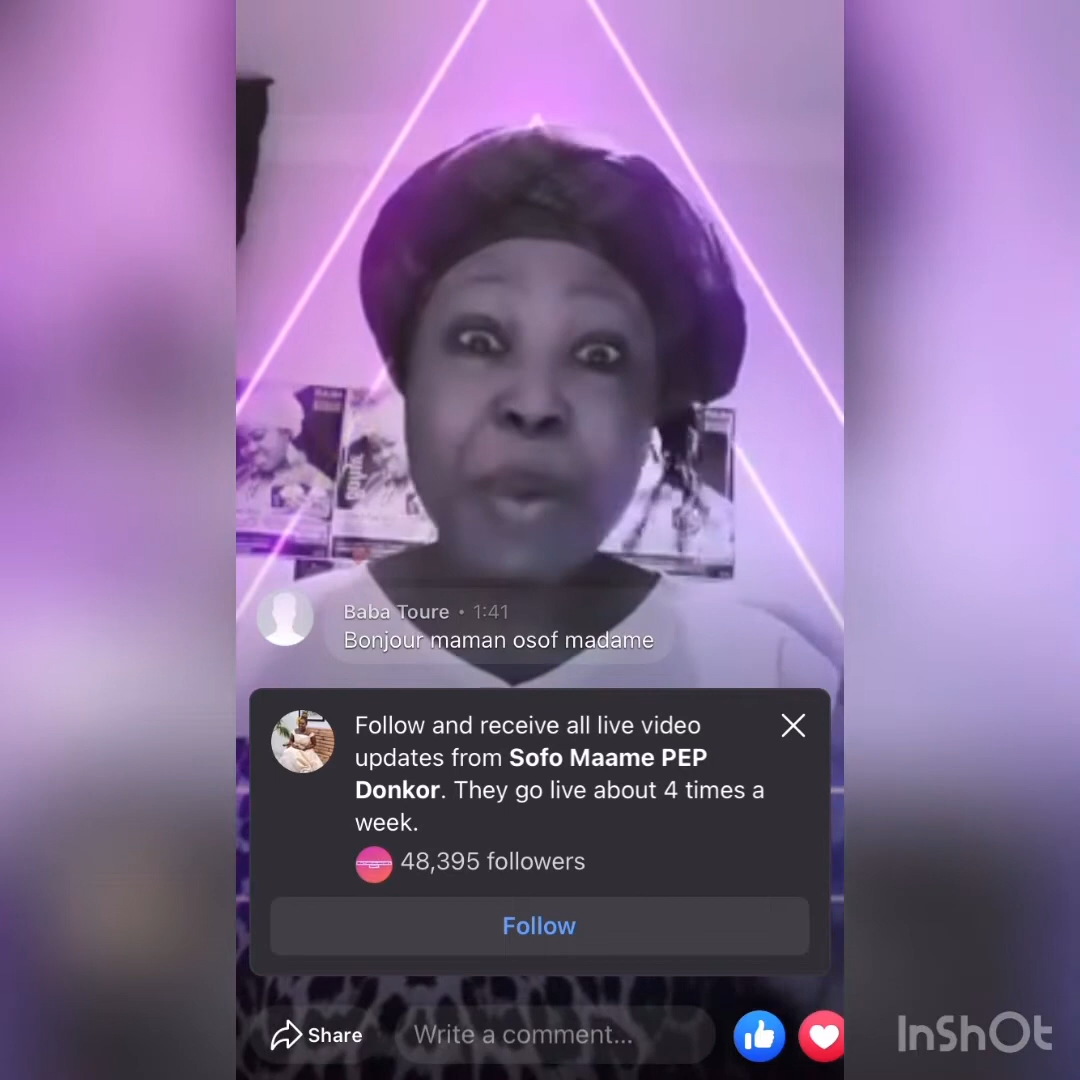 Baba Toure • 1:41
Bonjour maman osof madame
Follow and receive all live video
updates from Sofo Maame PEP
Donkor. They go live about 4 times a
week.
48,395 followers
Follow
Share
Write a comment...
InShOt